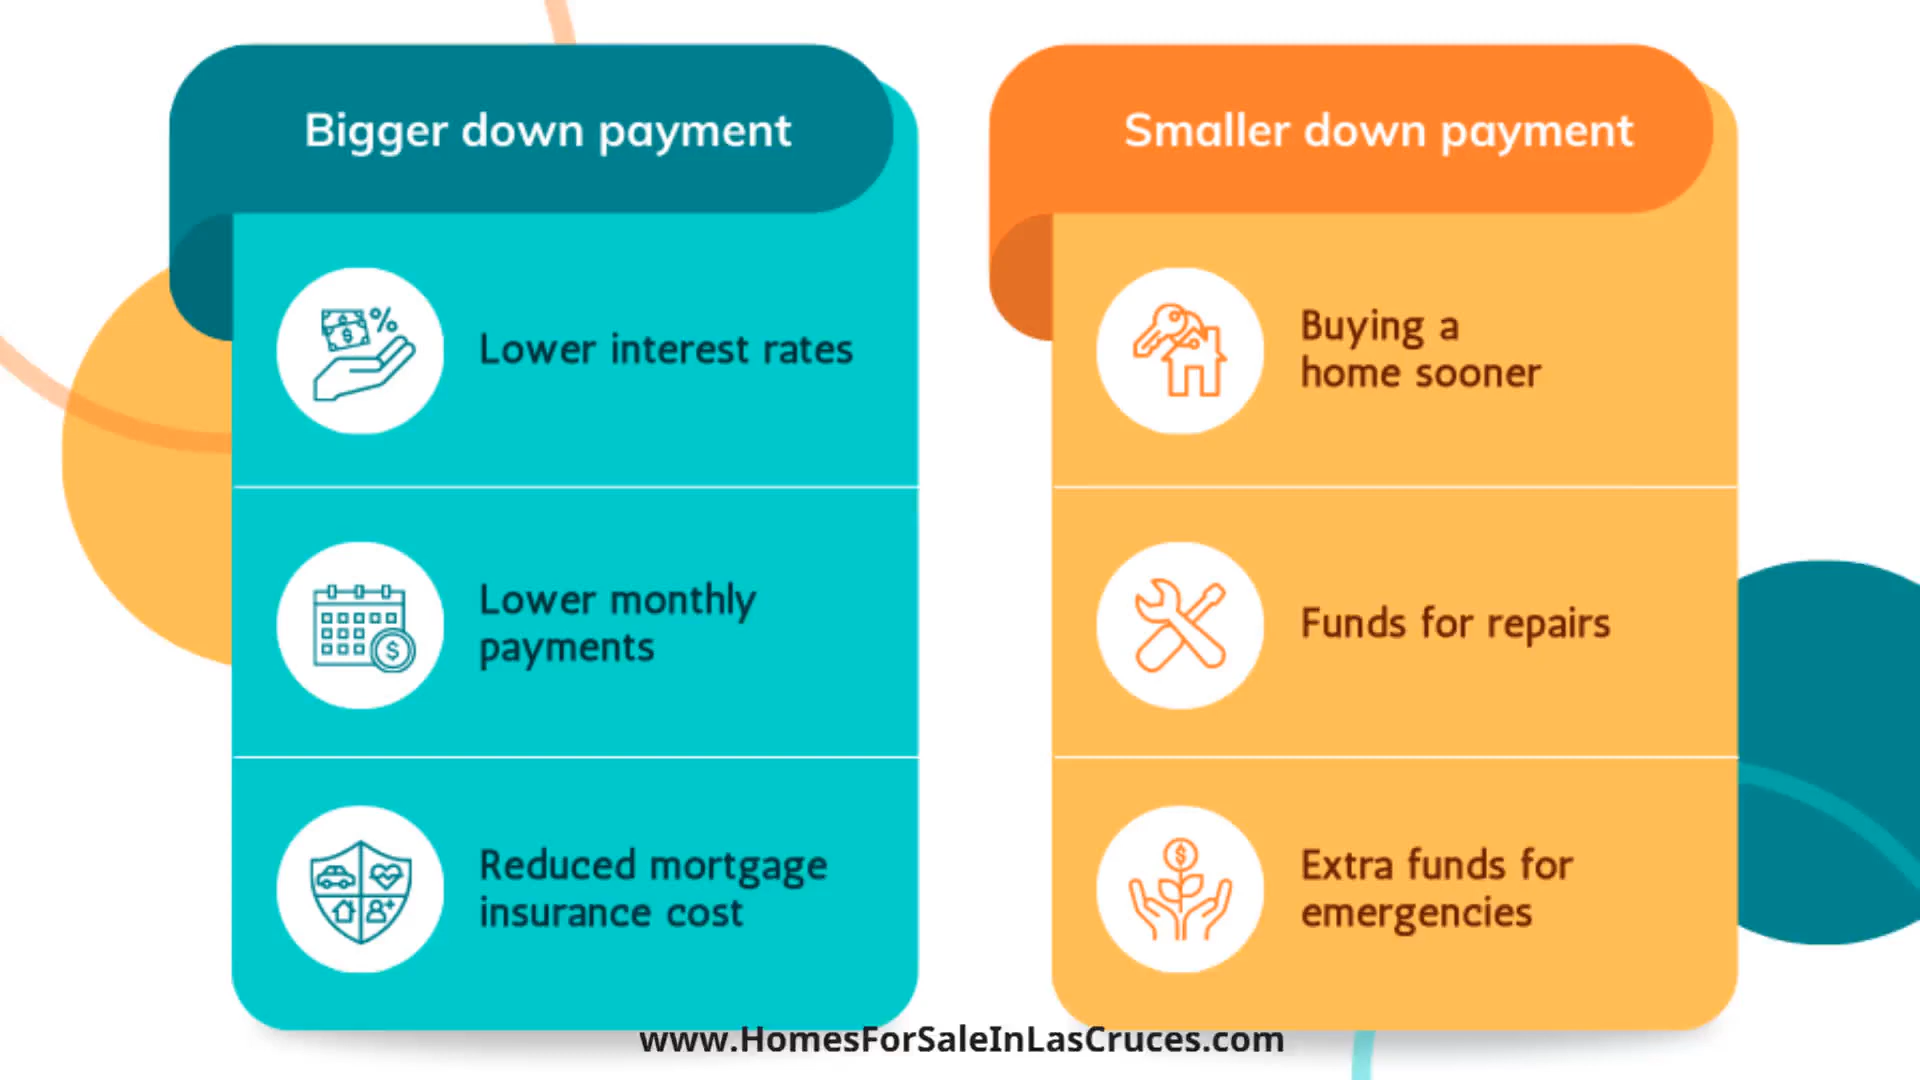 Bigger down payment
Lower interest rates
Lower monthly
payments
Reduced mortgage
insurance cost
Smaller down payment
Buying a
home sooner
Funds for repairs
Extra funds for
emergencies
www.HomesForSaleInLasCruces.com